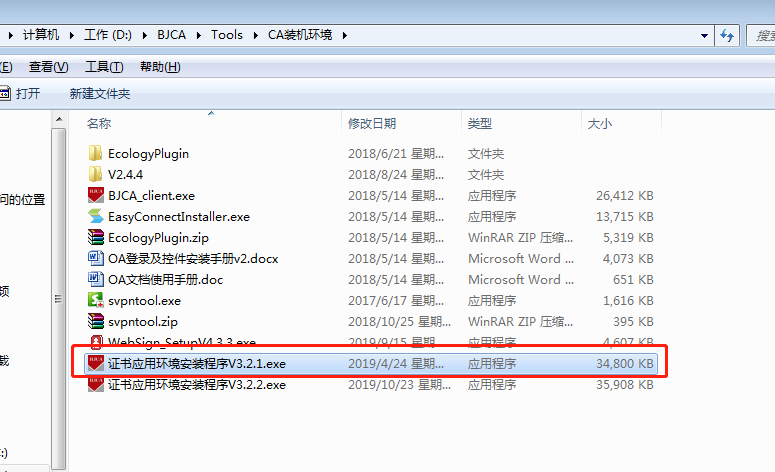 计算机 工作 (D:) BJCA Tools CA装机环境 搜索
(E) 查看(V) 工具(T) 帮助(H)
打开 新建文件夹
名称 修改日期 类型 大小
EcologyPlugin 2018/6/21 星期... 文件夹
V2.4.4 2018/8/24 星期... 文件夹
问的位置 BJCA_client.exe 2018/5/14 星期... 应用程序 26,412 KB
EasyConnectInstaller.exe 2018/5/14 星期... 应用程序 13,715 KB
EcologyPlugin.zip 2018/5/14 星期... WinRAR ZIP 压缩... 5,319 KB
OA登录及控件安装手册v2.docx 2018/5/14 星期... Microsoft Word ... 4,073 KB
OA文档使用手册.doc 2018/5/14 星期... Microsoft Word ... 651 KB
频 svpntool.exe 2017/6/17 星期... 应用程序 1,616 KB
svpntool.zip 2018/10/25 星期... WinRAR ZIP 压缩... 395 KB
WebSign_SetupV4.3.3.exe 2019/9/15 星期... 应用程序 4,607 KB
载 证书应用环境安装程序V3.2.1.exe 2019/4/24 星期... 应用程序 34,800 KB
证书应用环境安装程序V3.2.2.exe 2019/10/23 星期... 应用程序 35,908 KB
:)